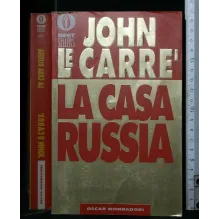 JOHN
LE CARRE'
LA CASA
RUSSIA
OSCAR MONDADORI